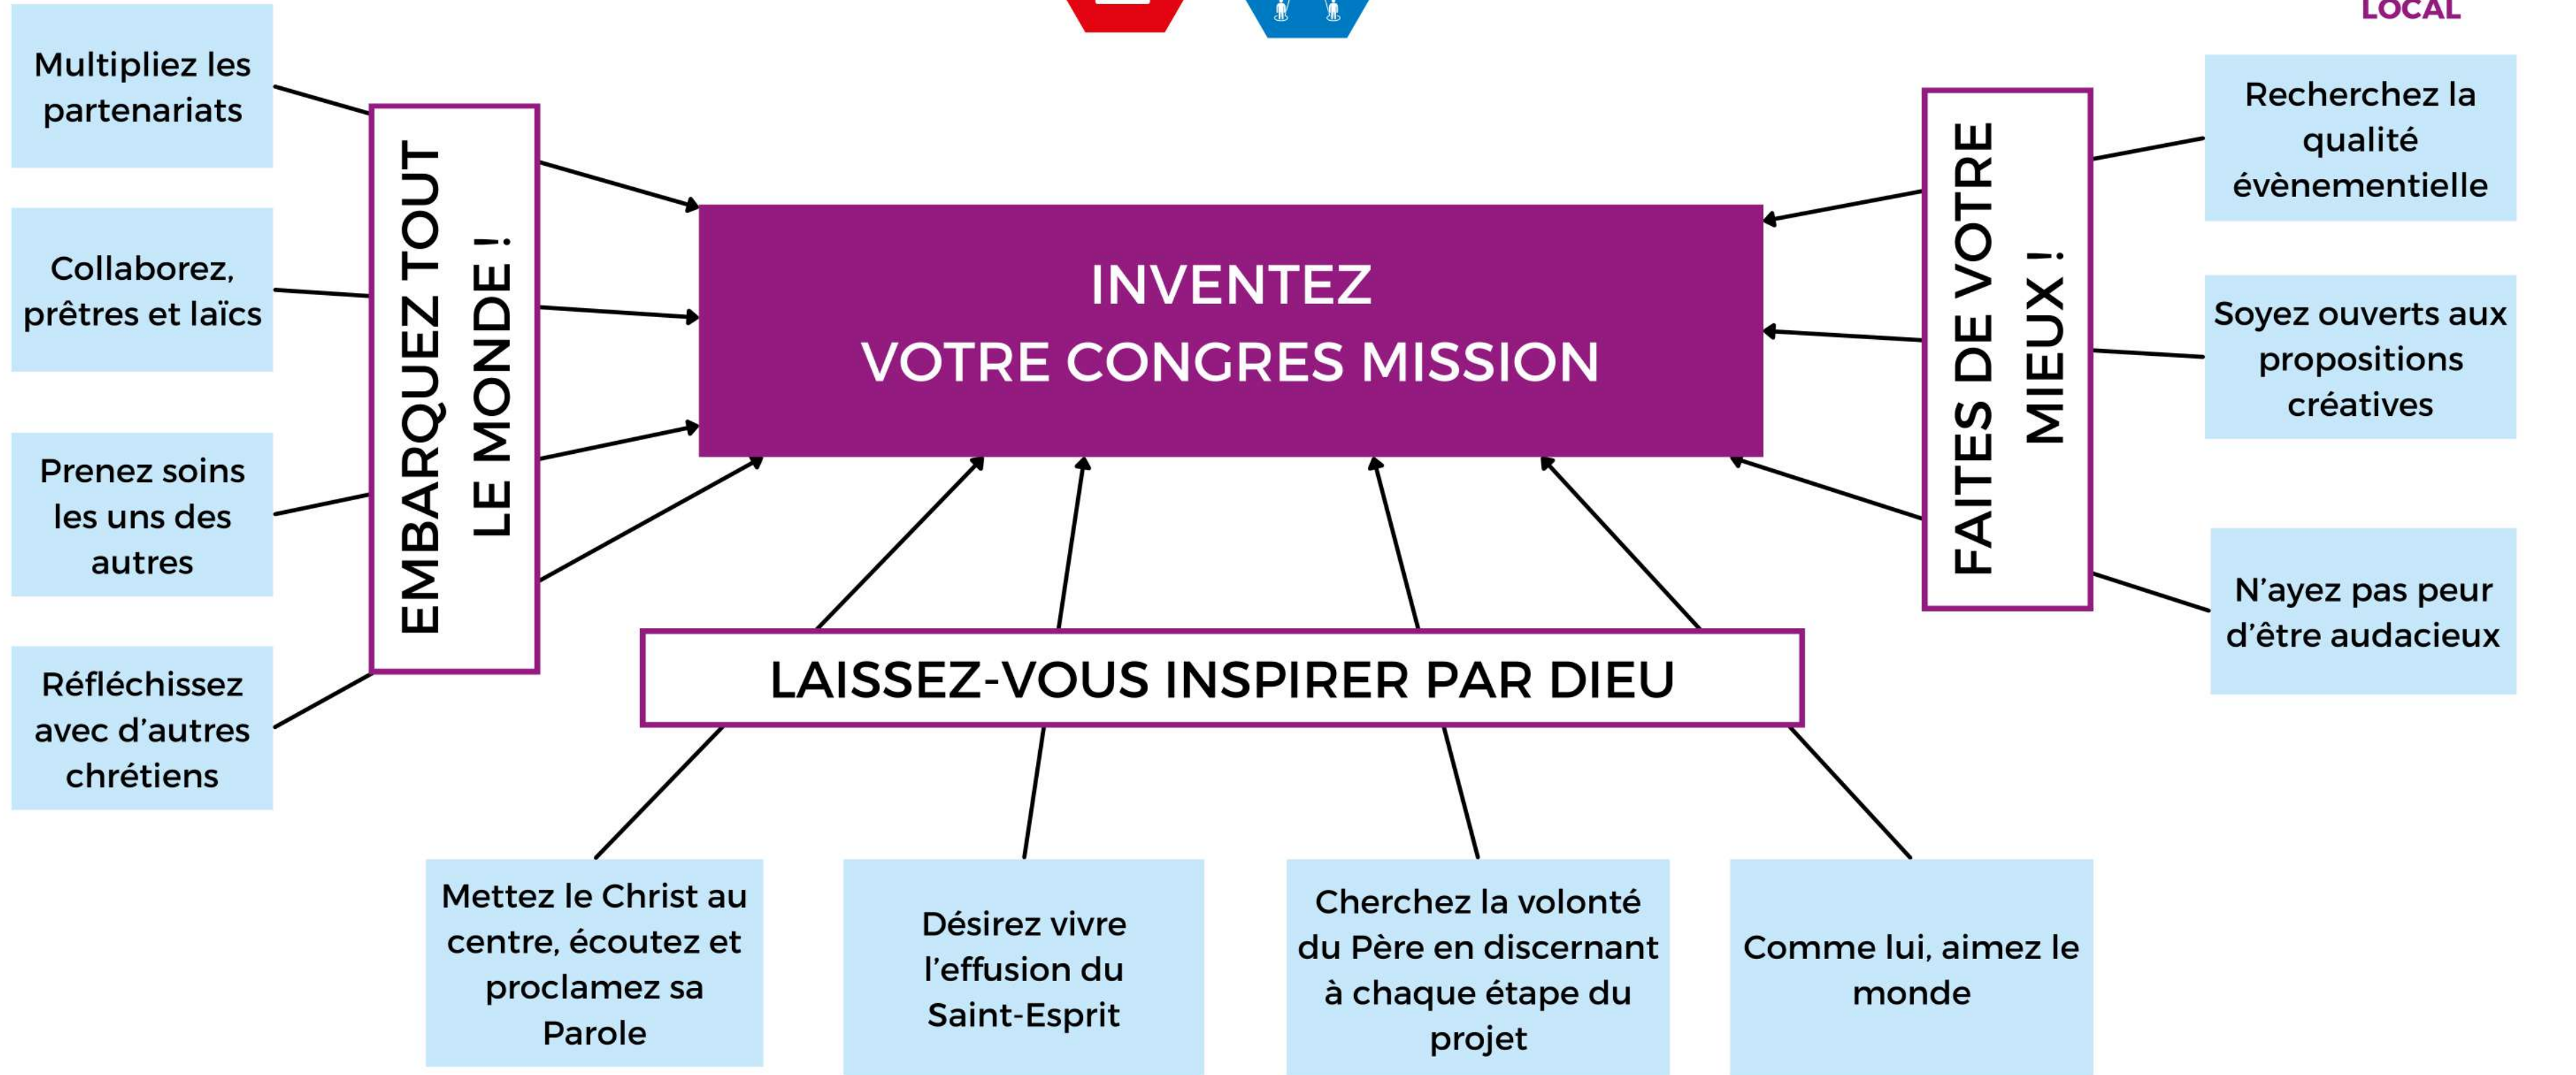 LOCAL
Multipliez les
partenariats
Collaborez,
prêtres et laïcs
Prenez soins
les uns des
autres
Réfléchissez
avec d'autres
chrétiens
EMBARQUEZ TOUT
LE MONDE !
INVENTEZ
VOTRE CONGRES MISSION
FAITES DE VOTRE
MIEUX !
Recherchez la
qualité
évènementielle
Soyez ouverts aux
propositions
créatives
N'ayez pas peur
d'être audacieux
LAISSEZ-VOUS INSPIRER PAR DIEU
Mettez le Christ au
centre, écoutez et
proclamez sa
Parole
Désirez vivre
l'effusion du
Saint-Esprit
Cherchez la volonté
du Père en discernant
à chaque étape du
projet
Comme lui, aimez le
monde